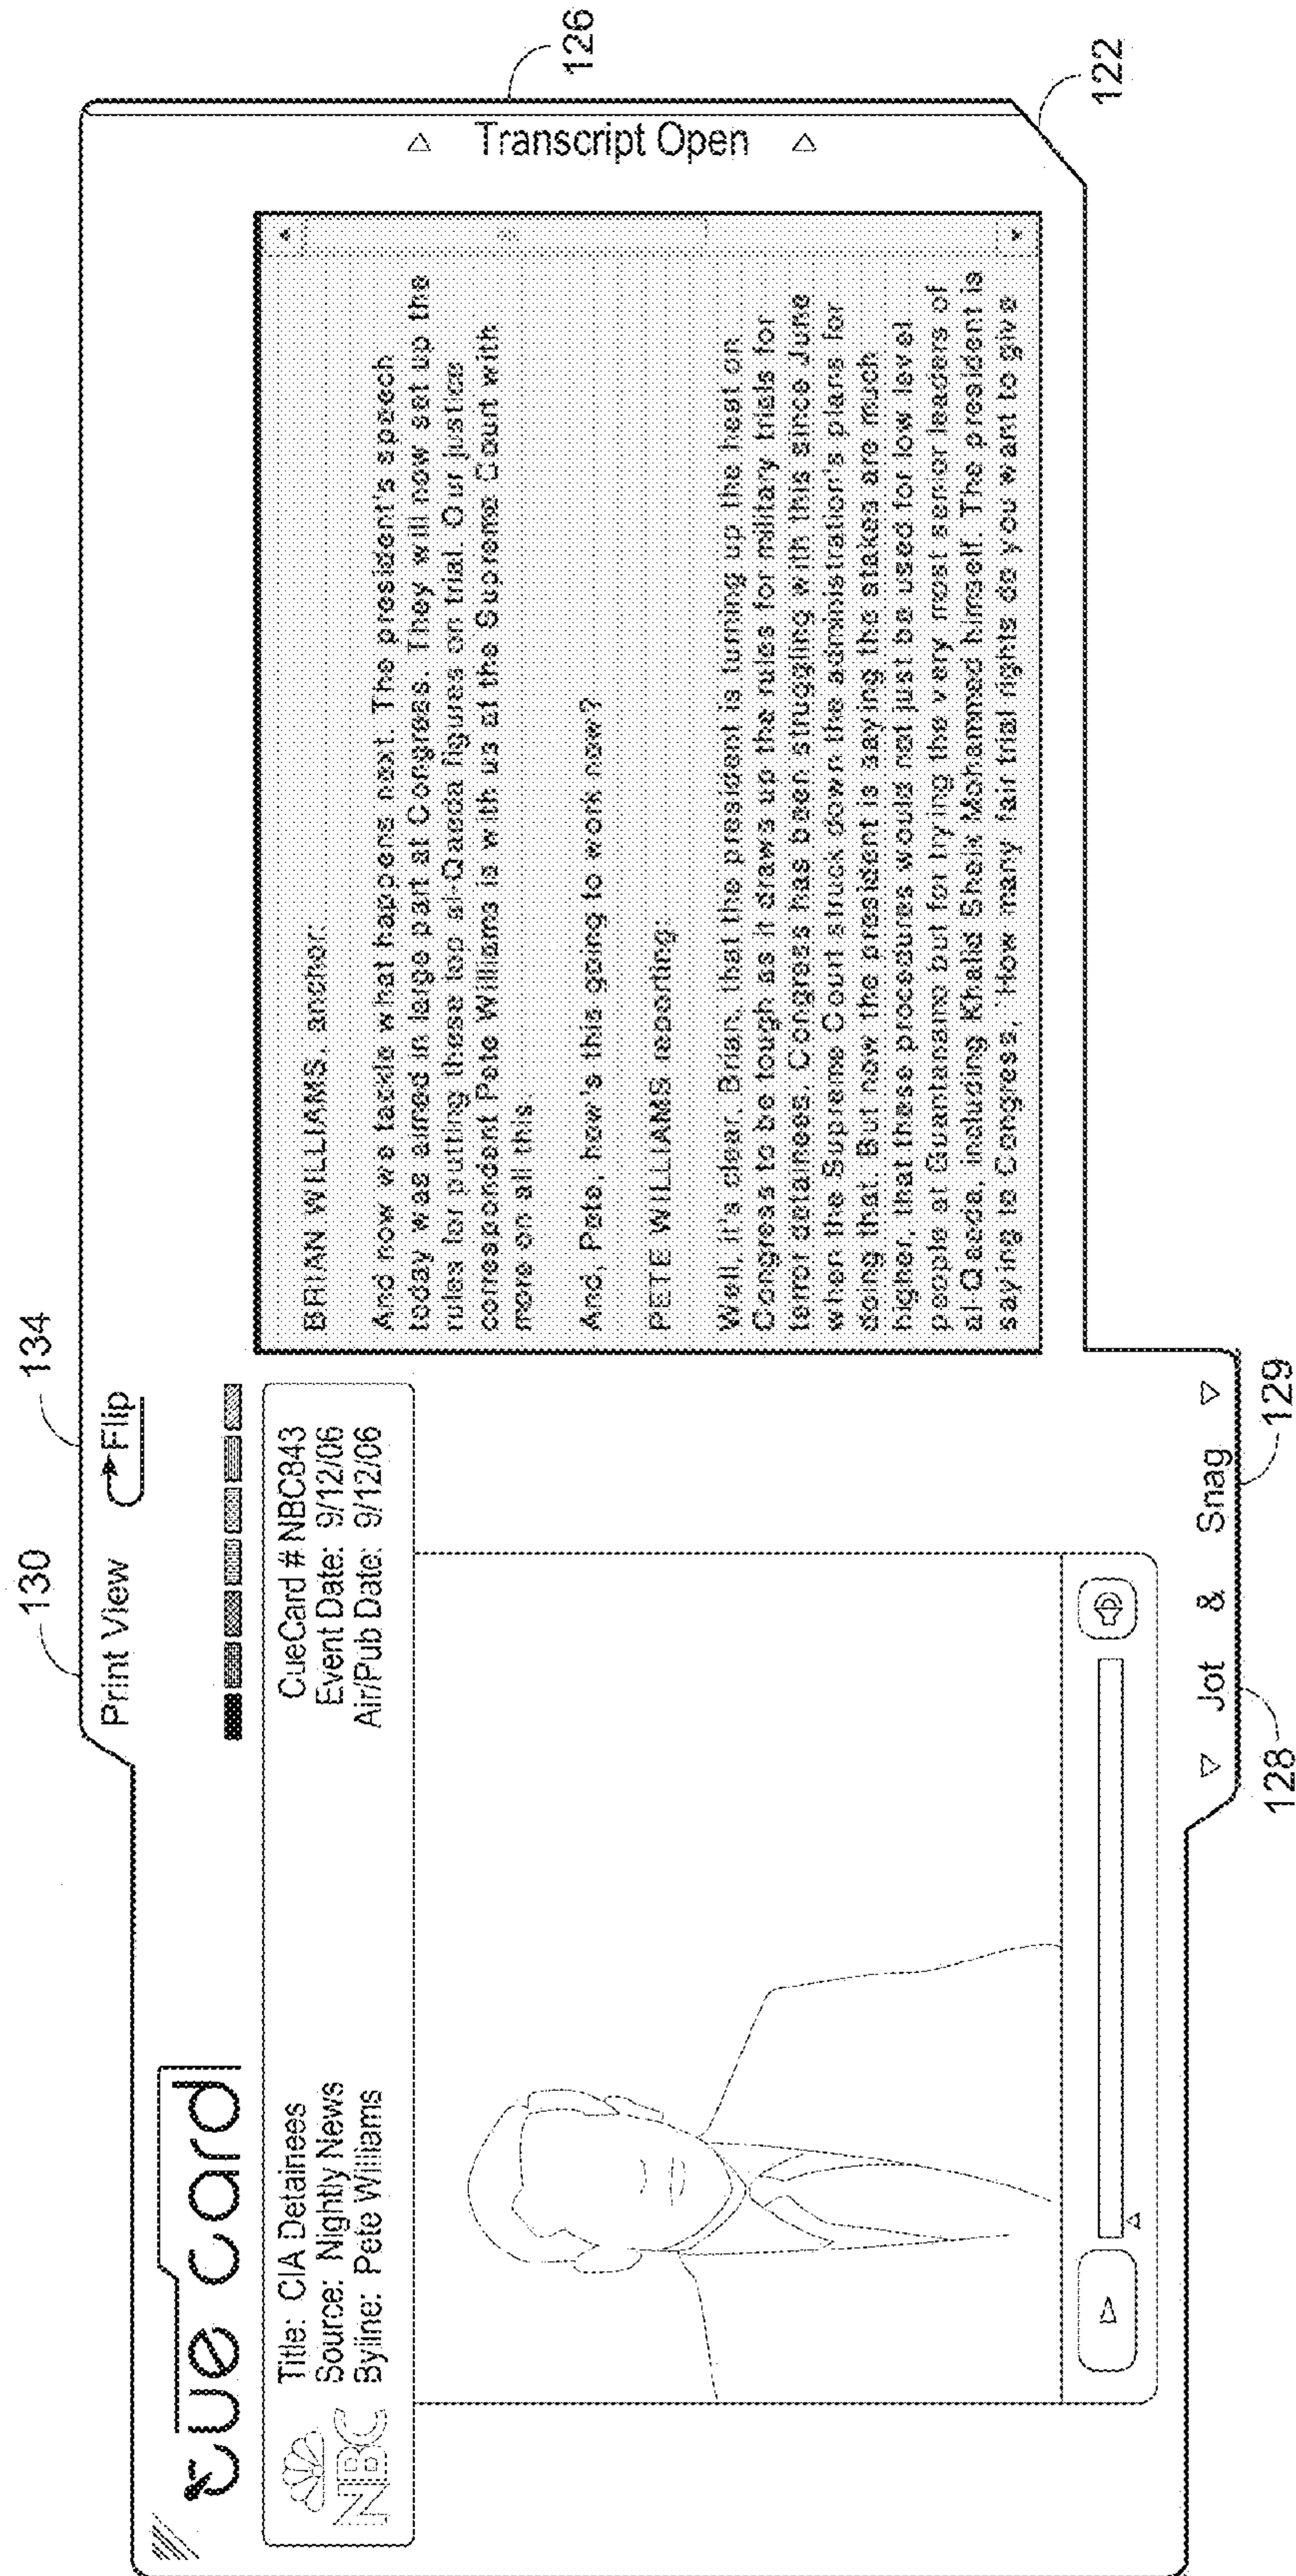 130
134
Print View
Flip
cue card
NBC
Title: CIA Detainees
Source: Nightly News
Byline: Pete Williams
CueCard # NBC843
Event Date: 9/12/06
Air/Pub Date: 9/12/06
BRIAN WILLIAMS, anchor:
And now we tackle what happens next. The president's speech
today was aimed in large part at Congress. They will now set up the
rules for putting these top al-Qaeda figures on trial. Our justice
correspondent Pete Williams is with us at the Supreme Court with
more on all this.
And, Pete, how's this going to work now?
PETE WILLIAMS reporting:
Well, it's clear, Brian, that the president is turning up the heat on
Congress to be tough as it draws up the rules for military trials for
terror detainees. Congress has been struggling with this since June
when the Supreme Court struck down the administration's plans for
doing that. But now the president is saying the stakes are much
higher, that these procedures would not just be used for low level
people at Guantanamo but for trying the very most senior leaders of
al-Qaeda, including Khalid Sheik Mohammed himself. The president is
saying to Congress, 'How many fair trial rights do you want to give
Transcript Open
126
122
Jot & Snag
128
129